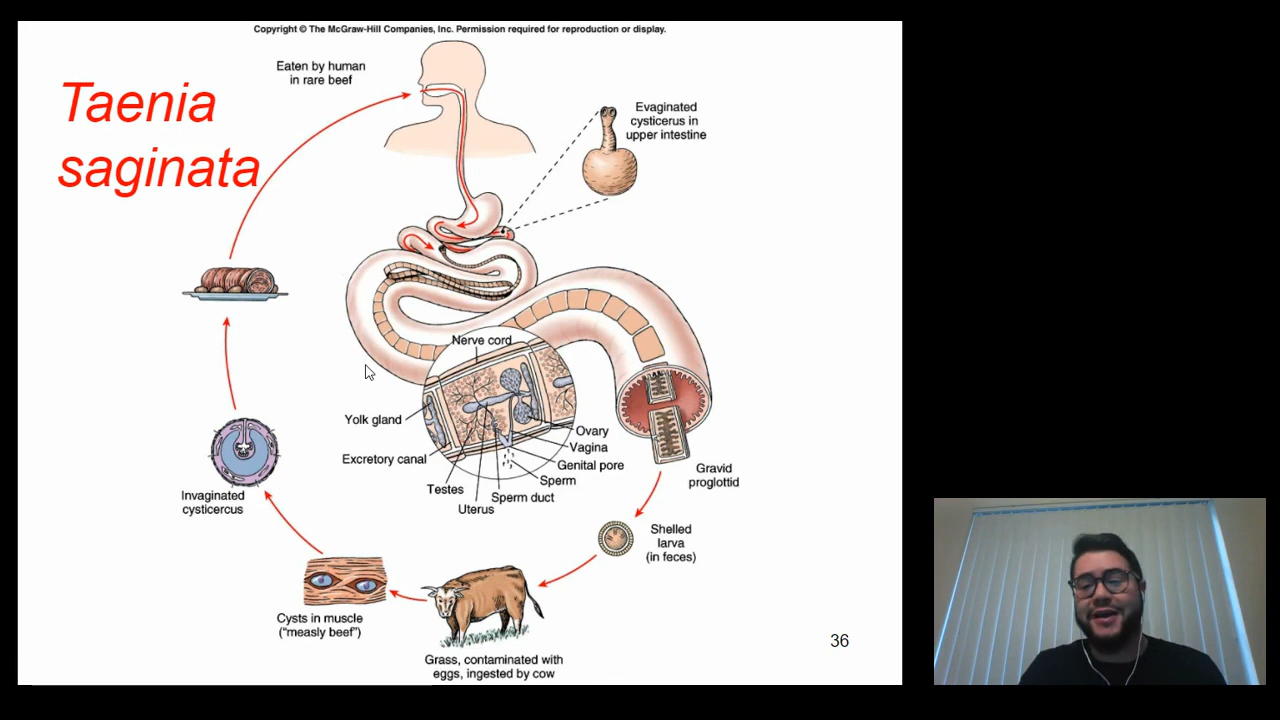 Copyright © The McGraw-Hill Companies, Inc. Permission required for reproduction or display.
Taenia
saginata
Eaten by human
in rare beef
Evaginated
cysticerus in
upper intestine
Nerve cord
Yolk gland
Excretory canal
Testes
Uterus
Sperm duct
Sperm
Genital pore
Vagina
Ovary
Gravid
proglottid
Shelled
larva
(in feces)
Invaginated
cysticercus
Cysts in muscle
(“measly beef”)
Grass, contaminated with
eggs, ingested by cow
36